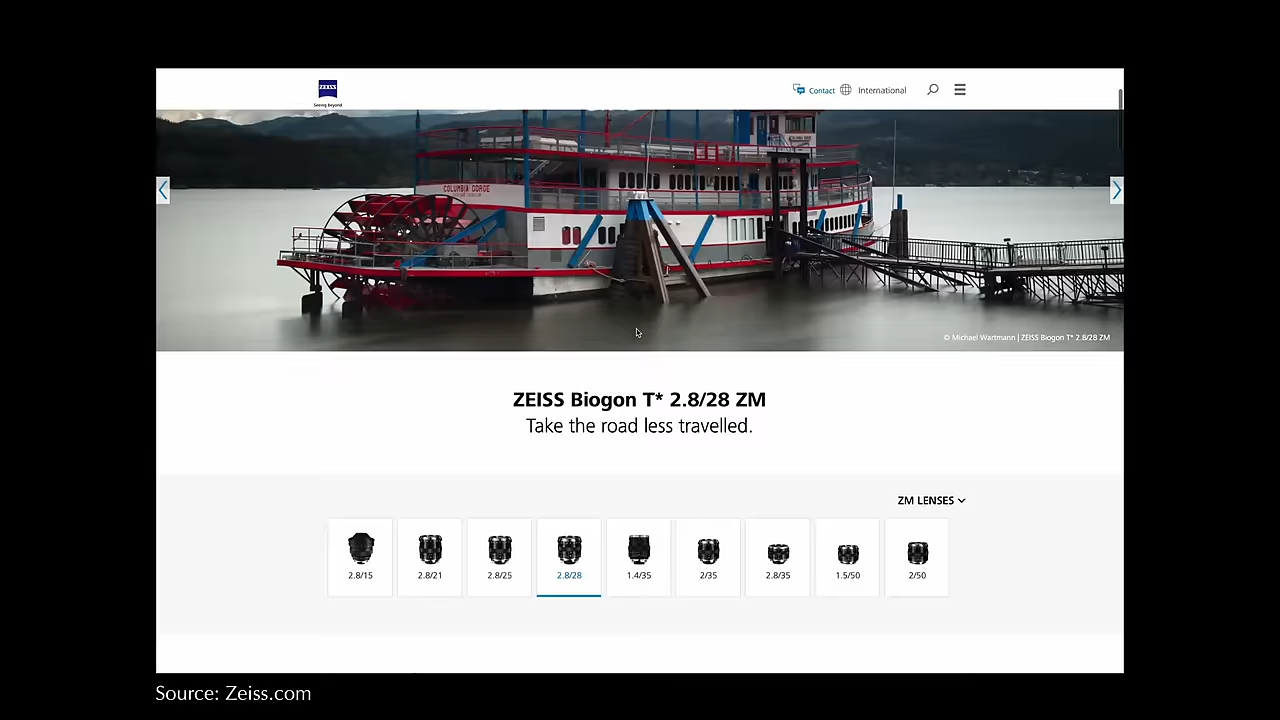 ZEISS
Seeing beyond
Contact
International
COLUMBIA GORGE
© Michael Wartmann | ZEISS Biogon T* 2.8/28 ZM
ZEISS Biogon T* 2.8/28 ZM
Take the road less travelled.
ZM LENSES
2.8/15
2.8/21
2.8/25
2.8/28
1.4/35
2/35
2.8/35
1.5/50
2/50
Source: Zeiss.com